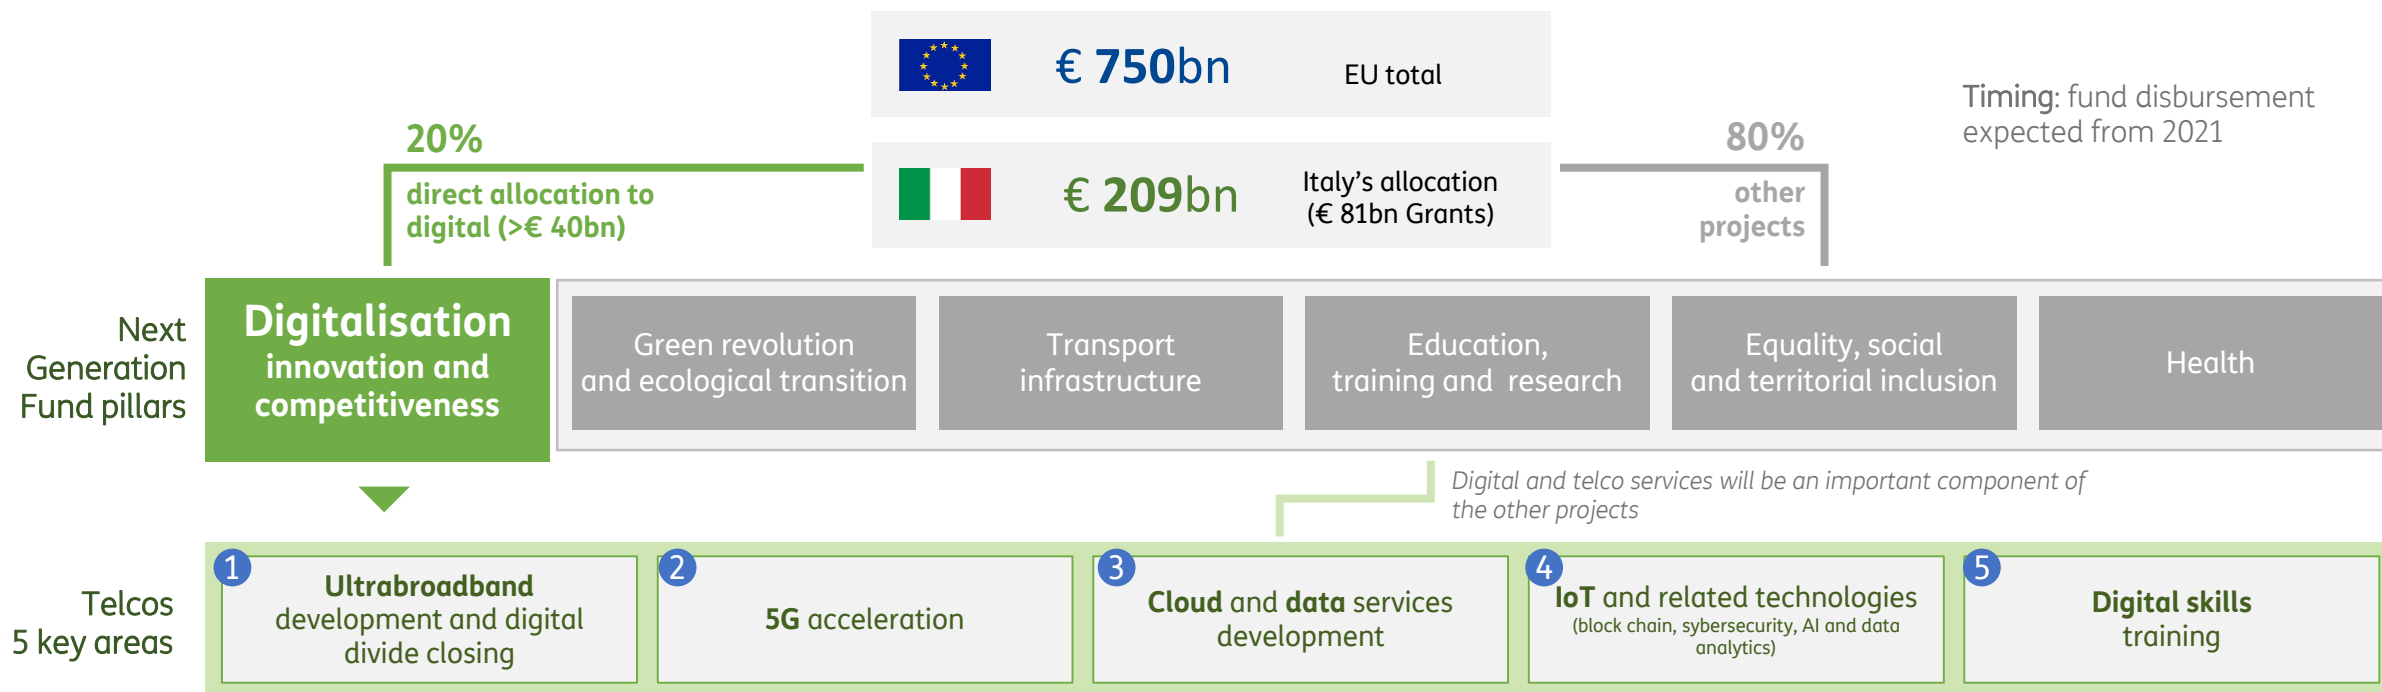 € 750bn
EU total
Timing: fund disbursement
expected from 2021
20%
direct allocation to
digital (>€ 40bn)
€ 209bn
Italy's allocation
(€ 81bn Grants)
80%
other
projects
Next
Generation
Fund pillars
Digitalisation
innovation and
competitiveness
Green revolution
and ecological transition
Transport
infrastructure
Education,
training and research
Equality, social
and territorial inclusion
Health
Digital and telco services will be an important component of
the other projects
Telcos
5 key areas
1
Ultrabroadband
development and digital
divide closing
2
5G acceleration
3
Cloud and data services
development
4
IoT and related technologies
(block chain, sybersecurity, AI and data
analytics)
5
Digital skills
training